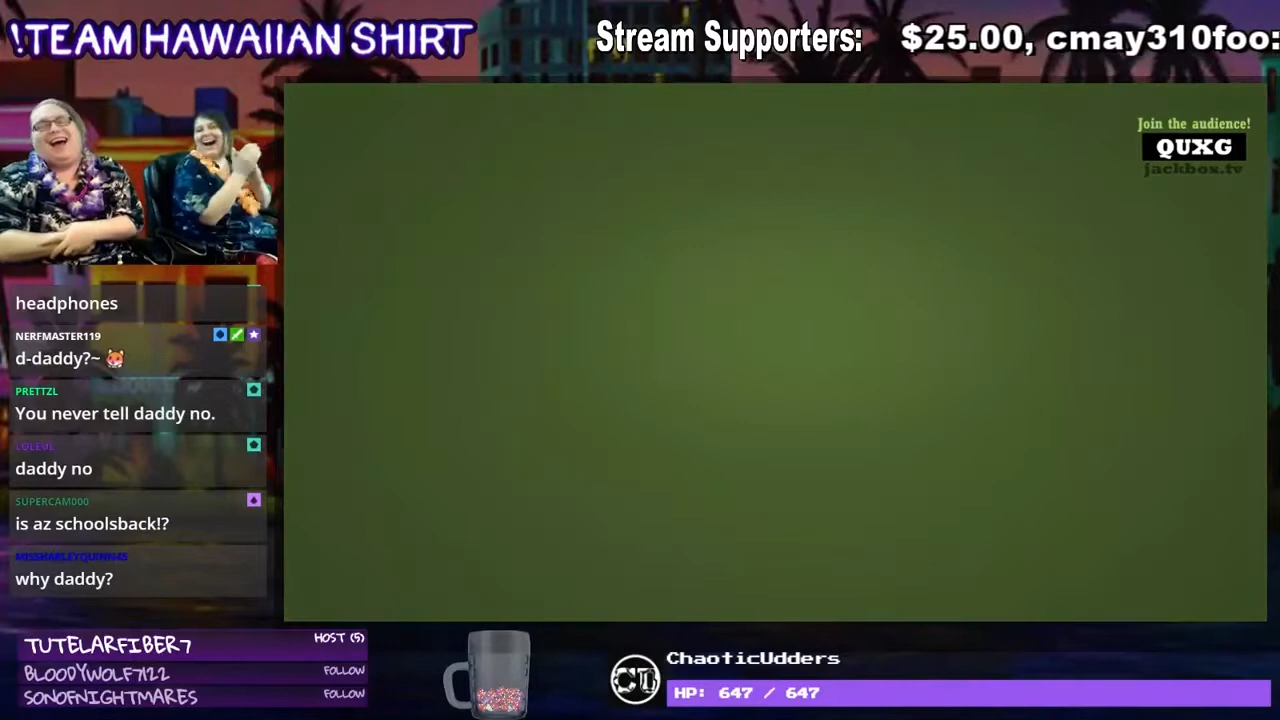 !TEAM HAWAIIAN SHIRT
Stream Supporters:
$25.00, cmay310foo:
Join the audience!
QUXG
jackbox.tv
headphones
NERFMASTER119
d-daddy?~
PRETTZL
You never tell daddy no.
daddy no
SUPERCAM000
is az schoolsback!?
MISSHARLEYQUINN45
why daddy?
TUTELARFIBER7 HOST (5)
BLOODYWOLF7122 FOLLOW
SONOFNIGHTMARES FOLLOW
CU
ChaoticUdders
HP: 647 / 647